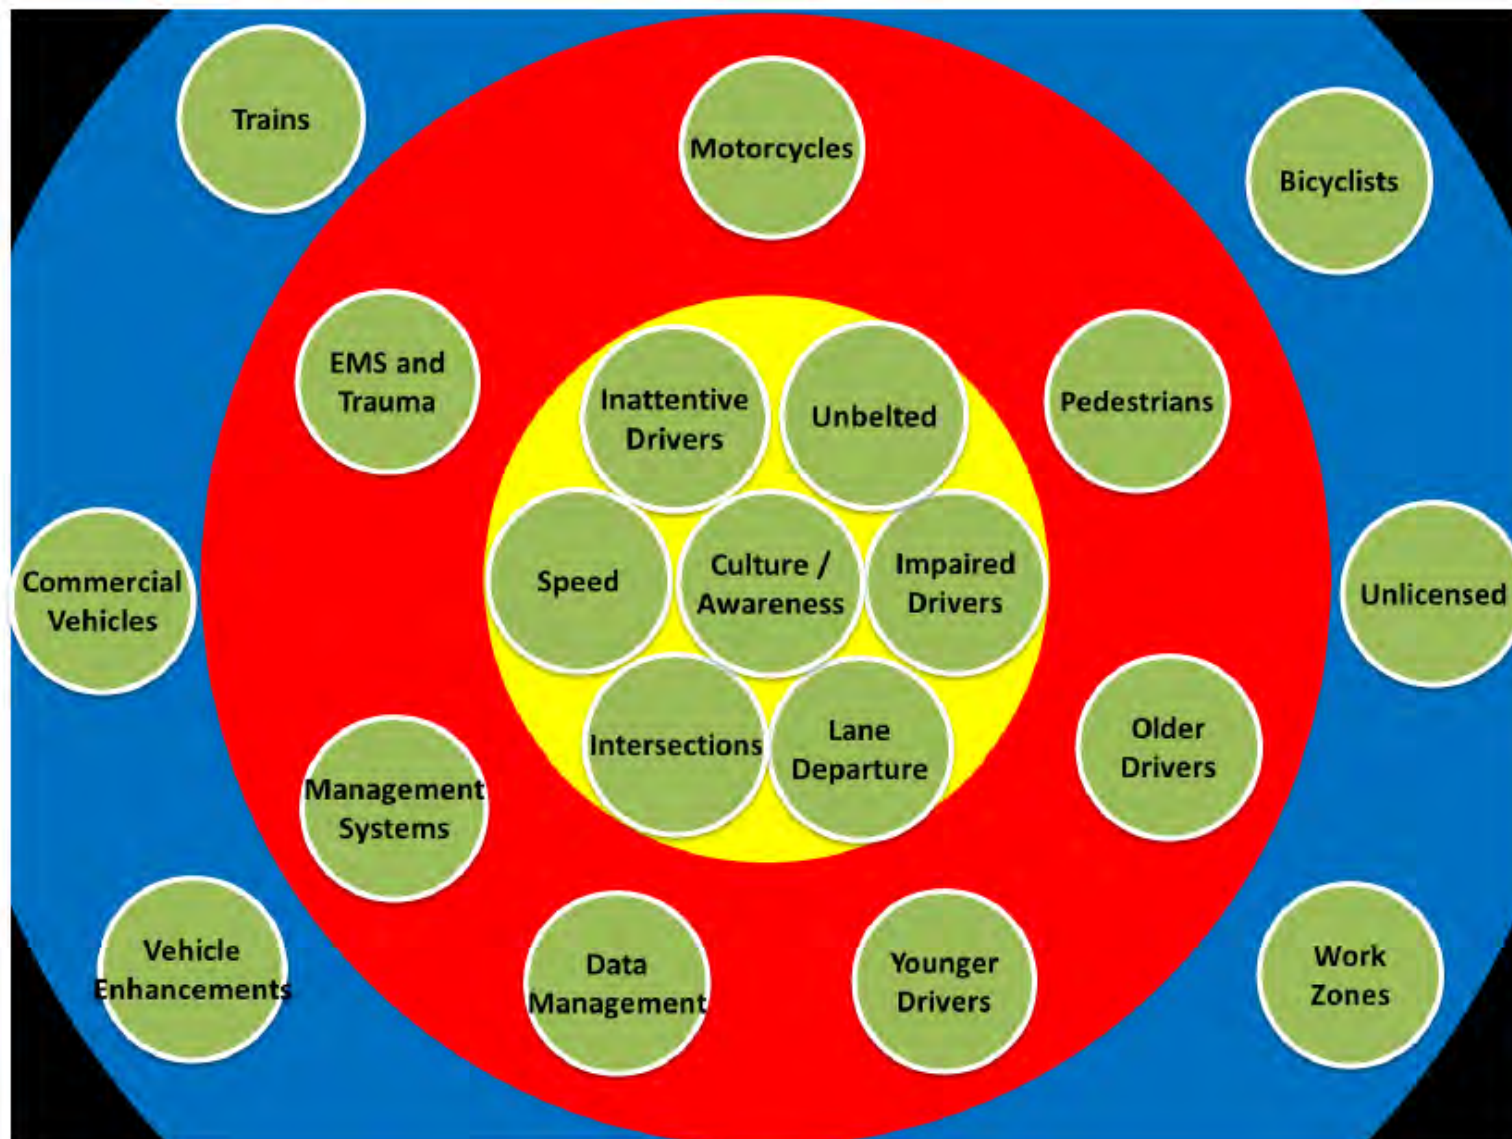 Trains
Motorcycles
Bicyclists
EMS and
Trauma
Inattentive
Drivers
Unbelted
Pedestrians
Commercial
Vehicles
Speed
Culture /
Awareness
Impaired
Drivers
Unlicensed
Management
Systems
Intersections
Lane
Departure
Older
Drivers
Vehicle
Enhancements
Data
Management
Younger
Drivers
Work
Zones